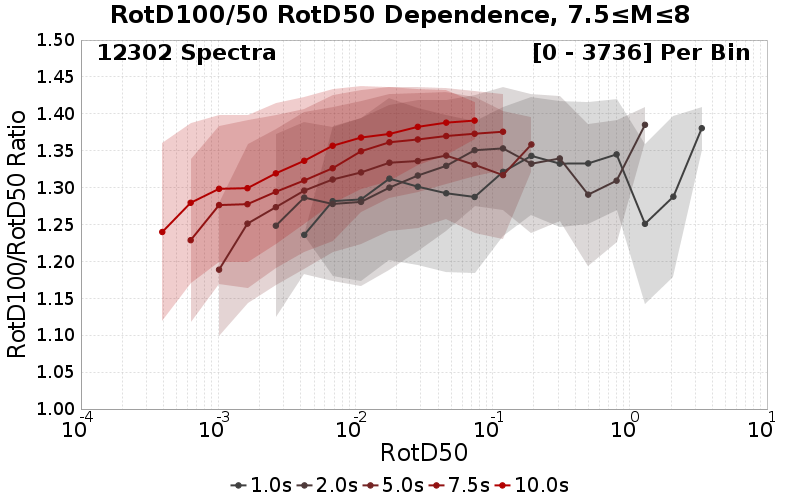 RotD100/50 RotD50 Dependence, 7.5≤M≤8
12302 Spectra
[0 - 3736] Per Bin
RotD100/RotD50 Ratio
1.50
1.45
1.40
1.35
1.30
1.25
1.20
1.15
1.10
1.05
1.00
10^-4 10^-3 10^-2 10^-1 10^0 10^1
RotD50
1.0s 2.0s 5.0s 7.5s 10.0s